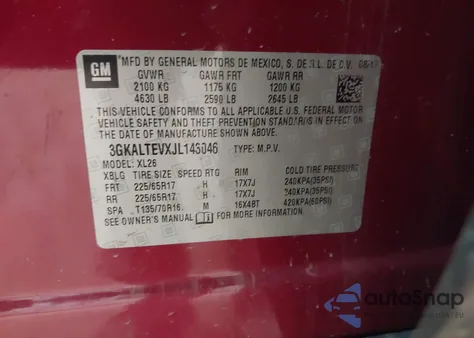 GM
MFD BY GENERAL MOTORS DE MEXICO, S. DE R.L. DE C.V.
GVWR GAWR FRT GAWR RR
2100 KG 1175 KG 1200 KG
4630 LB 2590 LB 2645 LB
THIS VEHICLE CONFORMS TO ALL APPLICABLE U.S. FEDERAL MOTOR
VEHICLE SAFETY AND THEFT PREVENTION STANDARDS IN
EFFECT ON THE DATE OF MANUFACTURE SHOWN ABOVE.
3GKALTEVXJL143046 TYPE: M.P.V.
MODEL: XL26
XBLG TIRE SIZE SPEED RTG RIM COLD TIRE PRESSURE
FRT 225/65R17 H 17X7J 240KPA(35PSI)
RR 225/65R17 H 17X7J 240KPA(35PSI)
SPA T135/70R16 M 16X4BT 420KPA(60PSI)
SEE OWNER'S MANUAL FOR MORE INFORMATION
autoSnap